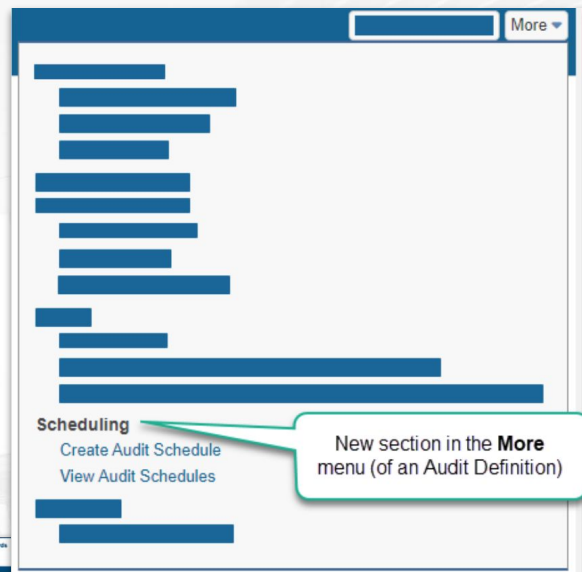 More
Scheduling
Create Audit Schedule
View Audit Schedules
New section in the More
menu (of an Audit Definition)